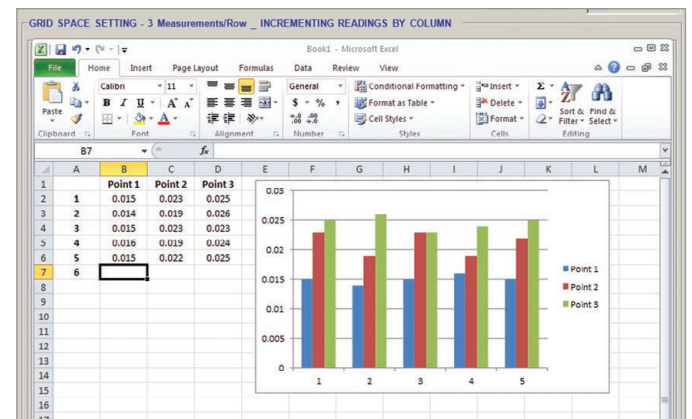 GRID SPACE SETTING - 3 Measurements/Row _ INCREMENTING READINGS BY COLUMN
Book1 - Microsoft Excel
File Home Insert Page Layout Formulas Data Review View
Calibri 11 General Conditional Formatting Insert
Paste B I U $ % , Format as Table Delete Sort & Filter Find & Select
Cell Styles Format
Clipboard Font Alignment Number Styles Cells Editing
B7 fx
A B C D E F G H I J K L M
1 Point 1 Point 2 Point 3
2 1 0.015 0.023 0.025
3 2 0.014 0.019 0.026
4 3 0.015 0.023 0.023
5 4 0.016 0.019 0.024
6 5 0.015 0.022 0.025
7 6
8
9
10
11
12
13
14
15
16
17
0.03
0.025
0.02
0.015
0.01
0.005
0
1 2 3 4 5
Point 1
Point 2
Point 3